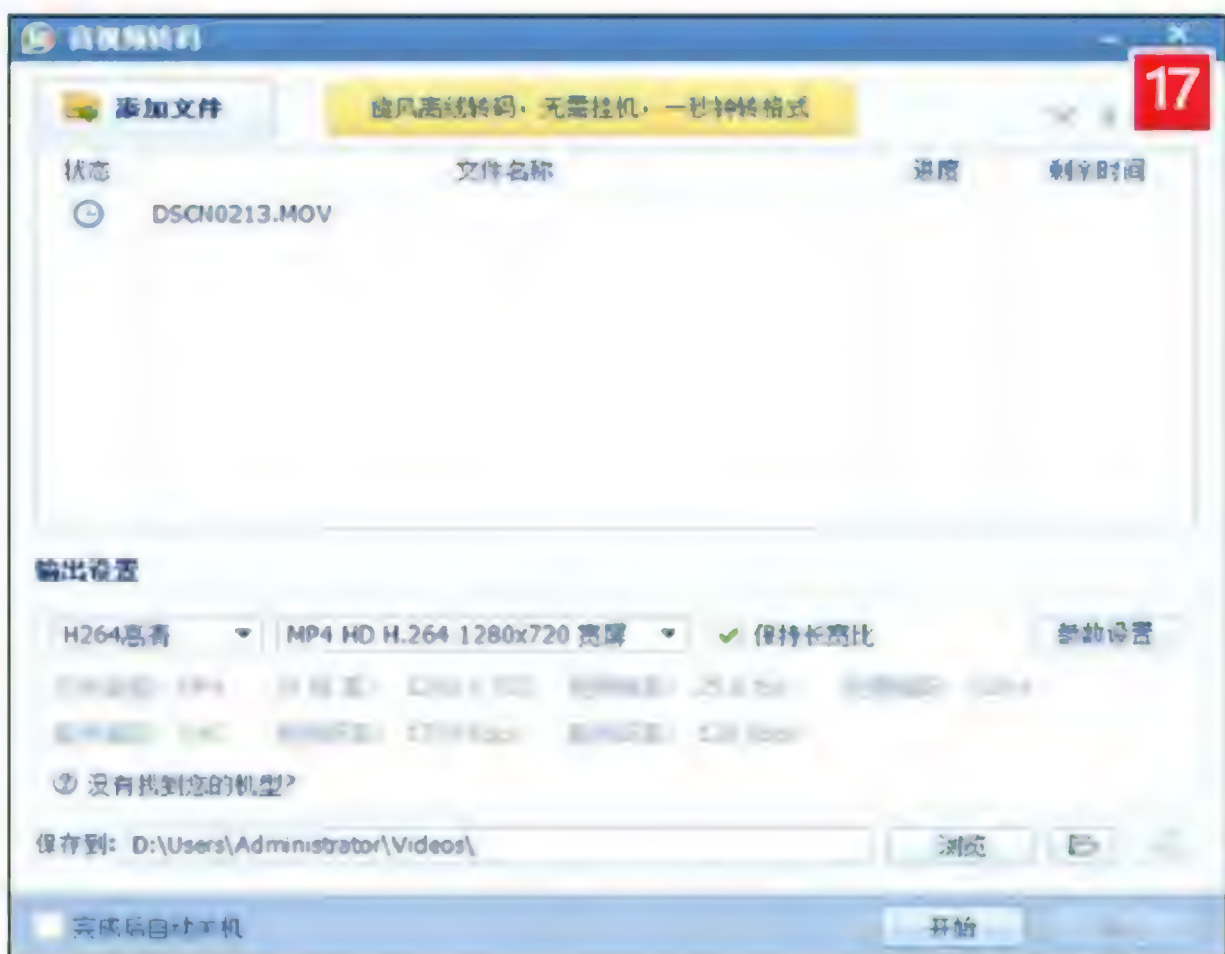 音视频转码
17
添加文件
旋风离线转码，无需挂机，一秒钟转格式
状态 文件名称 进度 剩余时间
DSCN0213.MOV
输出设置
H264高清 MP4 HD H.264 1280x720 宽屏 保持长宽比 参数设置
没有找到您的机型?
保存到: D:\Users\Administrator\Videos\ 浏览
完成后自动关机 开始